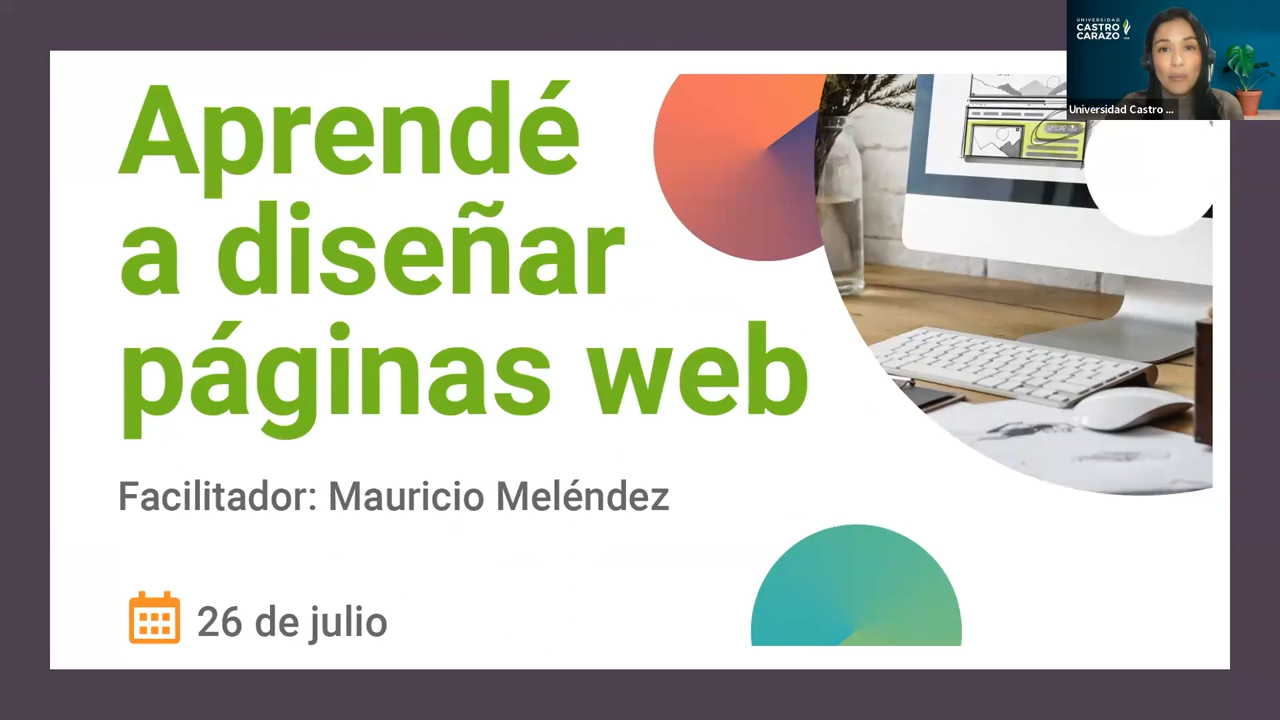 Aprendé
a diseñar
páginas web
Facilitador: Mauricio Meléndez
26 de julio
UNIVERSIDAD
CASTRO
CARAZO
Universidad Castro ...